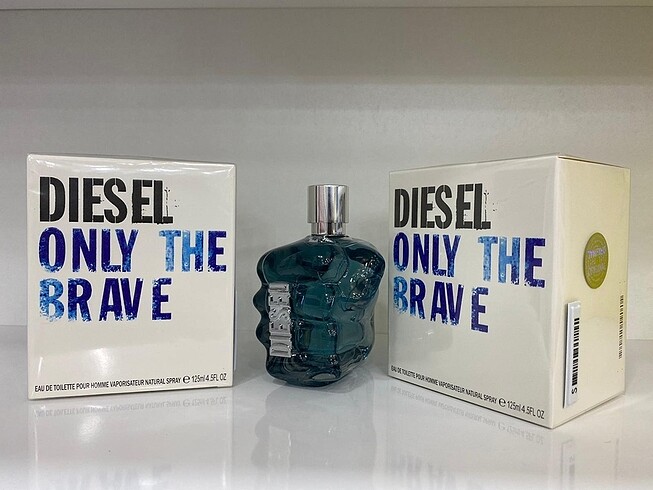 DIESEL
ONLY THE
BRAVE
EAU DE TOILETTE POUR HOMME VAPORISATEUR NATURAL SPRAY ℮ 125ml 4.5FL OZ
DIESEL
DIESEL
ONLY THE
BRAVE
EAU DE TOILETTE POUR HOMME VAPORISATEUR NATURAL SPRAY ℮ 125ml 4.5FL OZ